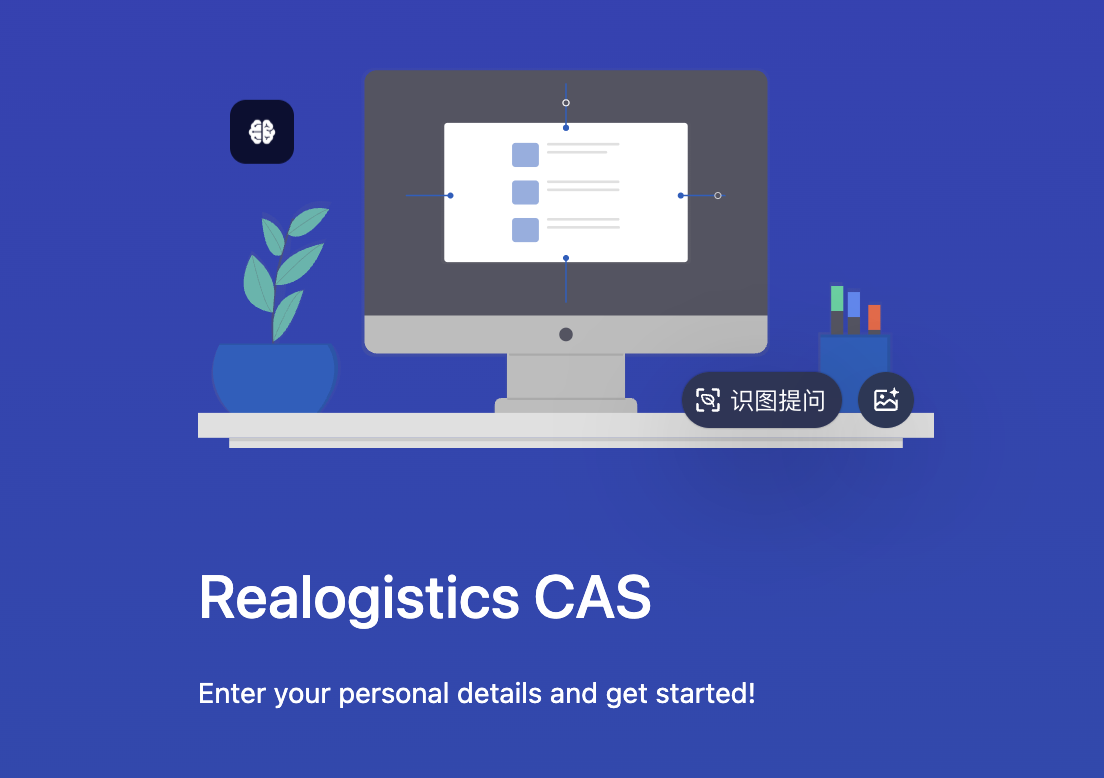 识图提问
Realogistics CAS
Enter your personal details and get started!